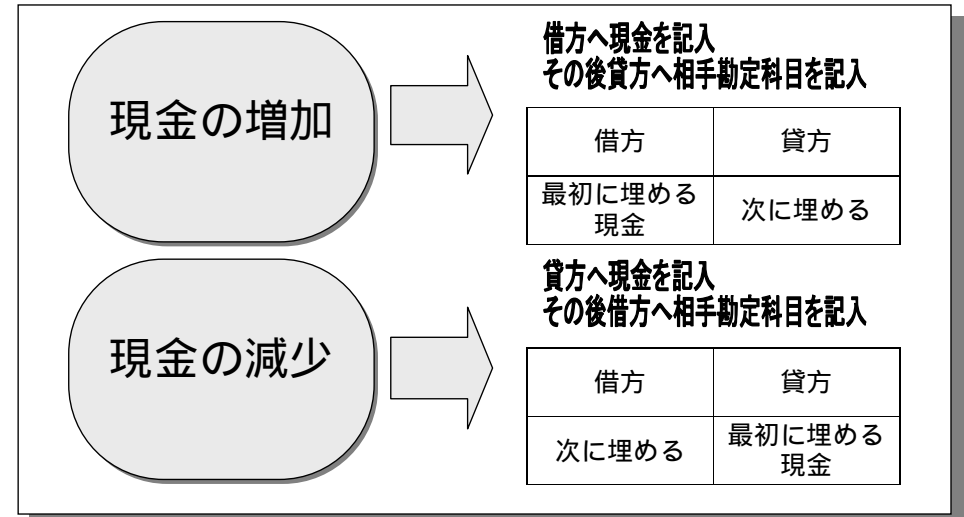 現金の増加
借方へ現金を記入
その後貸方へ相手勘定科目を記入
借方
貸方
最初に埋める
現金
次に埋める
現金の減少
貸方へ現金を記入
その後借方へ相手勘定科目を記入
借方
貸方
次に埋める
最初に埋める
現金